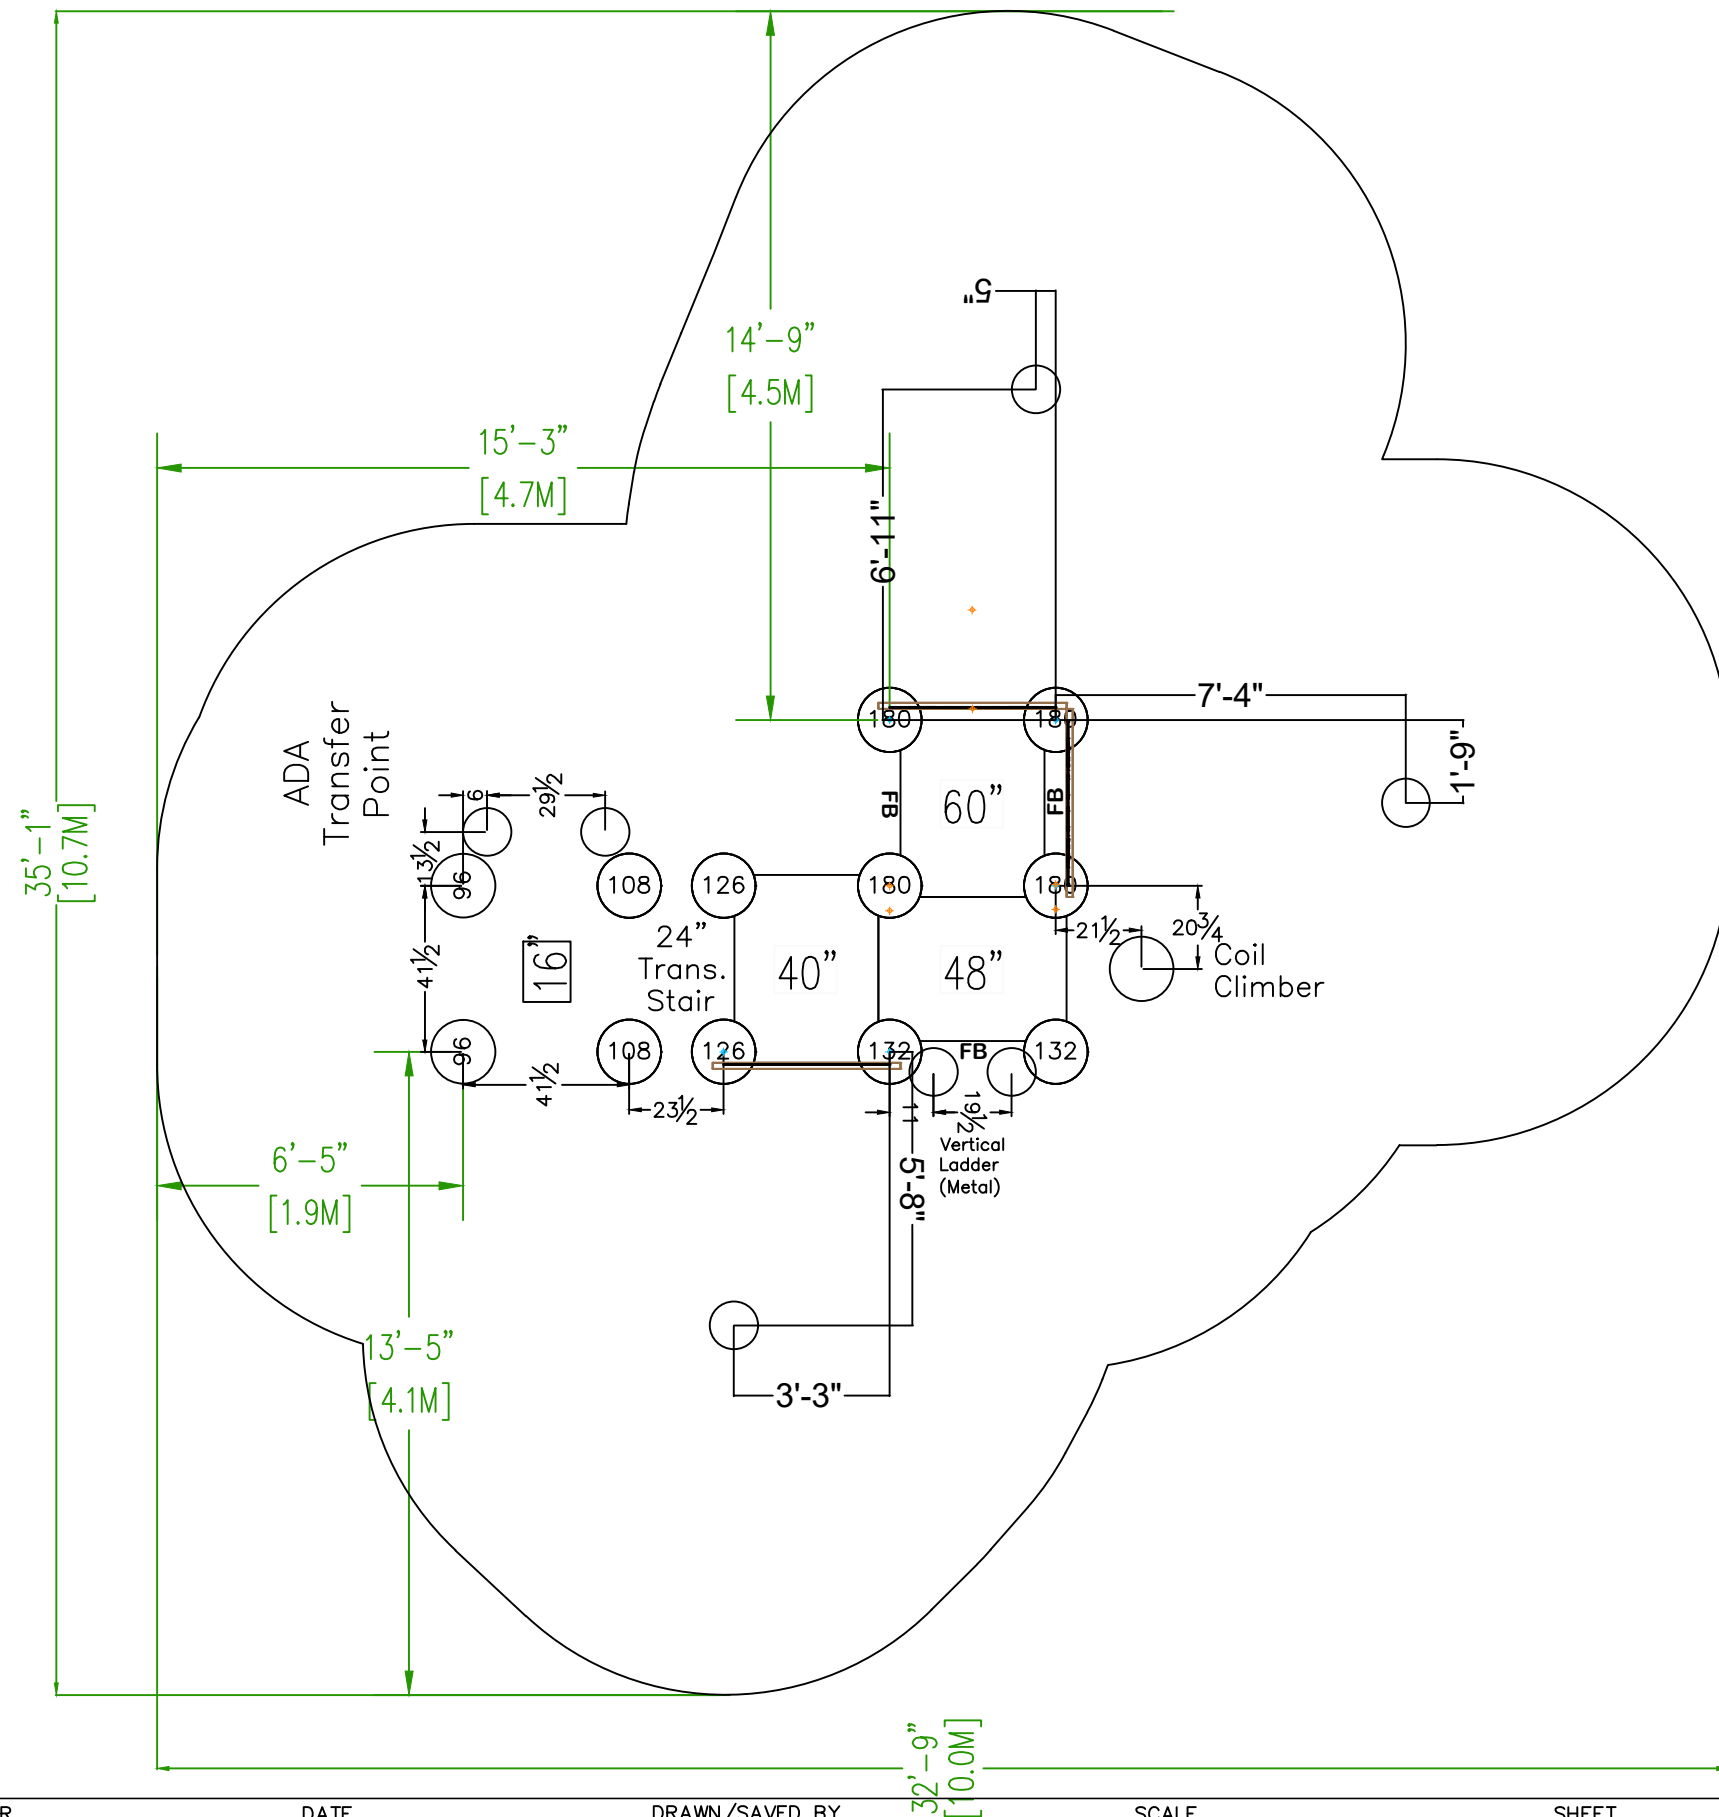 5"
14'-9"
[4.5M]
15'-3"
[4.7M]
6'-11"
7'-4"
1'-9"
180
180
ADA
Transfer
Point
FB
60"
FB
35'-1"
[10.7M]
6
29½
13½
96
108
126
180
180
41½
16"
24"
Trans.
Stair
40"
48"
21½
20¾
Coil
Climber
96
108
126
132
FB
132
41½
23½
11
19½
Vertical
Ladder
(Metal)
5'-8"
6'-5"
[1.9M]
13'-5"
[4.1M]
3'-3"
32'-9"
[10.0M]
R
DATE
DRAWN/SAVED BY
SCALE
SHEET